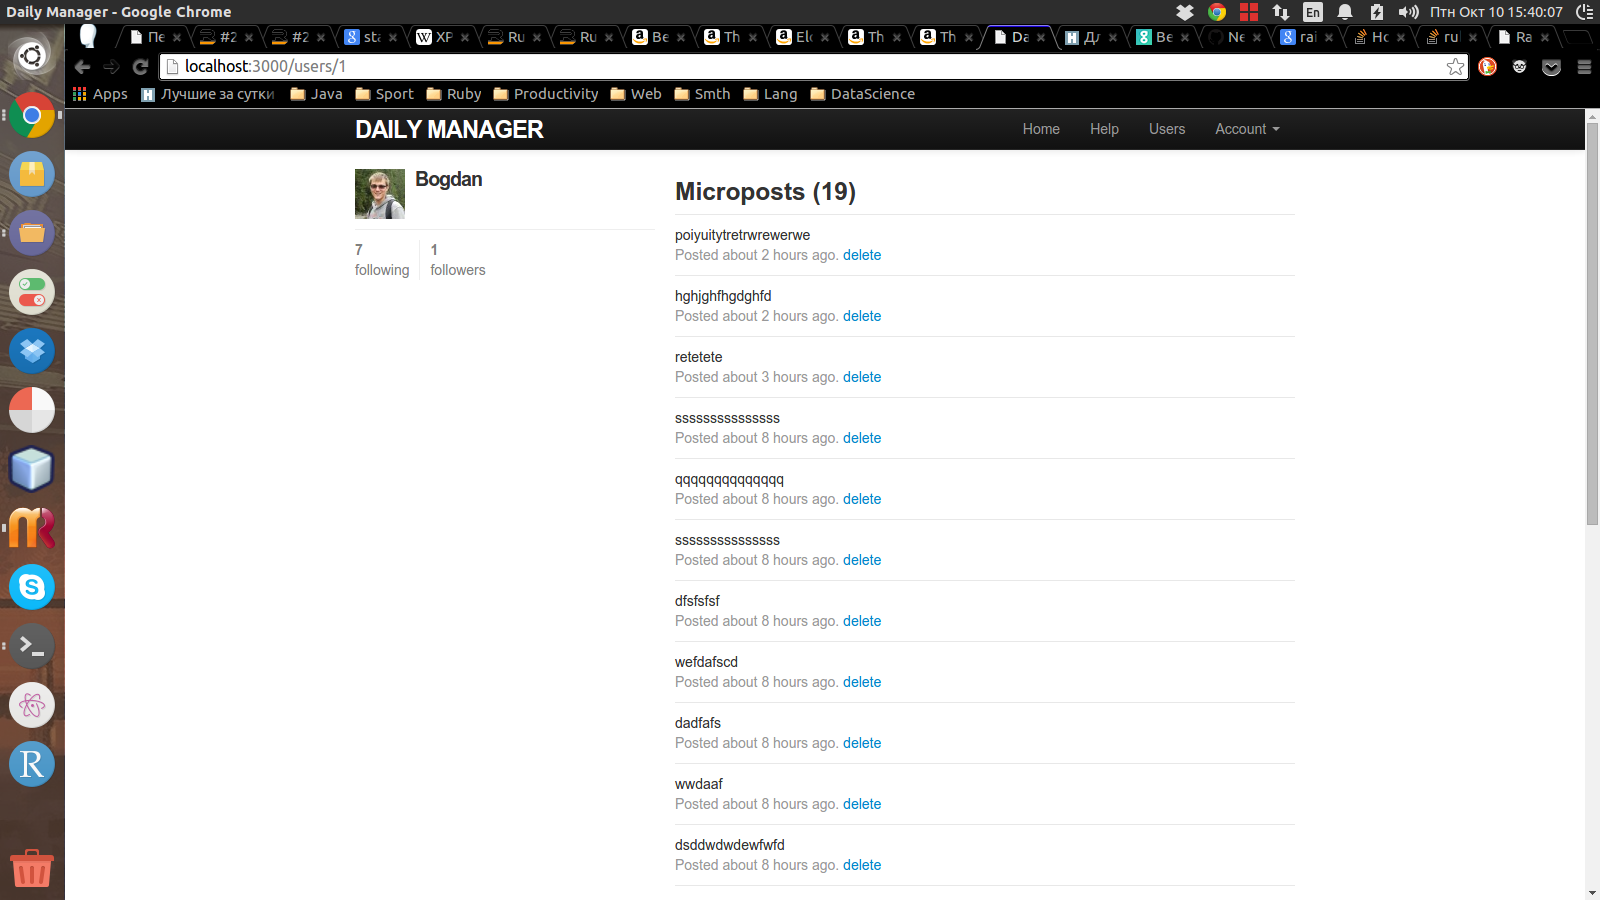 Daily Manager - Google Chrome
En
Птн Окт 10 15:40:07
Пе
#2
#2
sta
XP
Ru
Ru
Be
Th
Elo
Th
Th
Da
Дл
Be
Ne
rai
Ho
rul
Ra
localhost:3000/users/1
Apps
Лучшие за сутки
Java
Sport
Ruby
Productivity
Web
Smth
Lang
DataScience
DAILY MANAGER
Home
Help
Users
Account
Bogdan
7
following
1
followers
Microposts (19)
poiyuitytretrwrewerwe
Posted about 2 hours ago. delete
hghjghfhgdghfd
Posted about 2 hours ago. delete
retetete
Posted about 3 hours ago. delete
sssssssssssssss
Posted about 8 hours ago. delete
qqqqqqqqqqqqqq
Posted about 8 hours ago. delete
sssssssssssssss
Posted about 8 hours ago. delete
dfsfsfsf
Posted about 8 hours ago. delete
wefdafscd
Posted about 8 hours ago. delete
dadfafs
Posted about 8 hours ago. delete
wwdaaf
Posted about 8 hours ago. delete
dsddwdwdewfwfd
Posted about 8 hours ago. delete